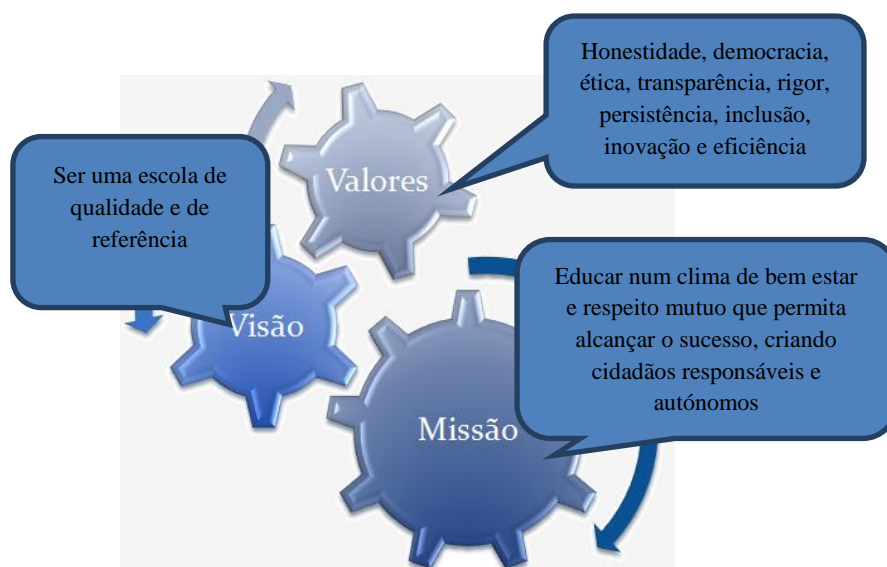 Honestidade, democracia,
ética, transparência, rigor,
persistência, inclusão,
inovação e eficiência
Valores
Ser uma escola de
qualidade e de
referência
Visão
Educar num clima de bem estar
e respeito mutuo que permita
alcançar o sucesso, criando
cidadãos responsáveis e
autónomos
Missão